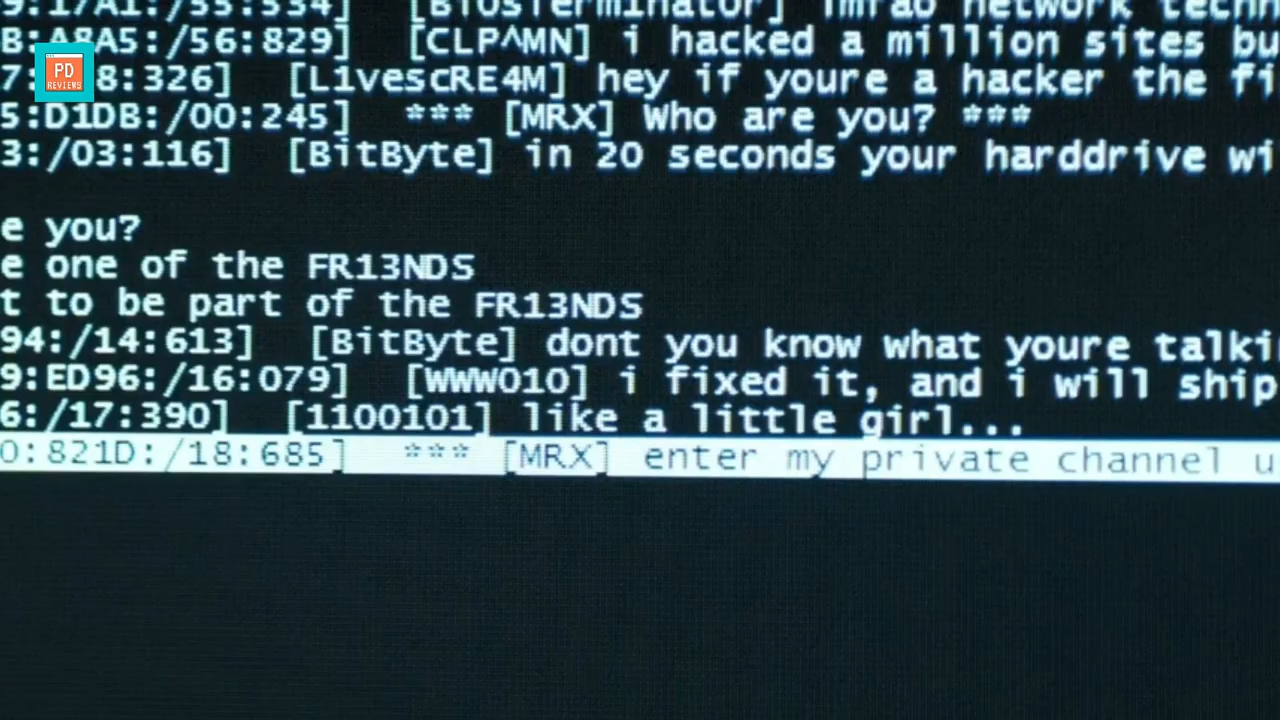 9:17A1:/55:534] [BiosTerminator] lmfao network techn
B:A8A5:/56:829] [CLP^MN] i hacked a million sites bu
7: 8:326] [L1vescRE4M] hey if youre a hacker the fi
5:D1DB:/00:245] *** [MRX] Who are you? ***
3:/03:116] [BitByte] in 20 seconds your harddrive wi
e you?
e one of the FR13NDS
t to be part of the FR13NDS
94:/14:613] [BitByte] dont you know what youre talki
9:ED96:/16:079] [WWW010] i fixed it, and i will ship
6:/17:390] [1100101] like a little girl...
0:821D:/18:685] *** [MRX] enter my private channel u
PD
REVIEWS